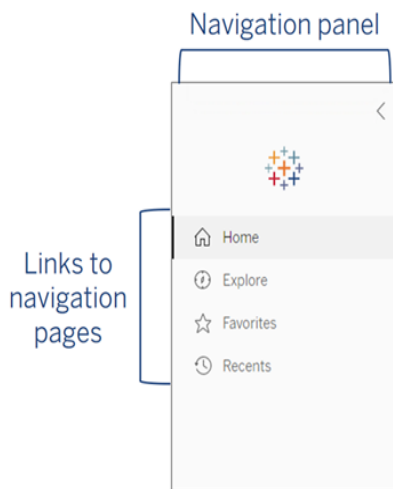 Navigation panel
Home
Links to
navigation
pages
Explore
Favorites
Recents